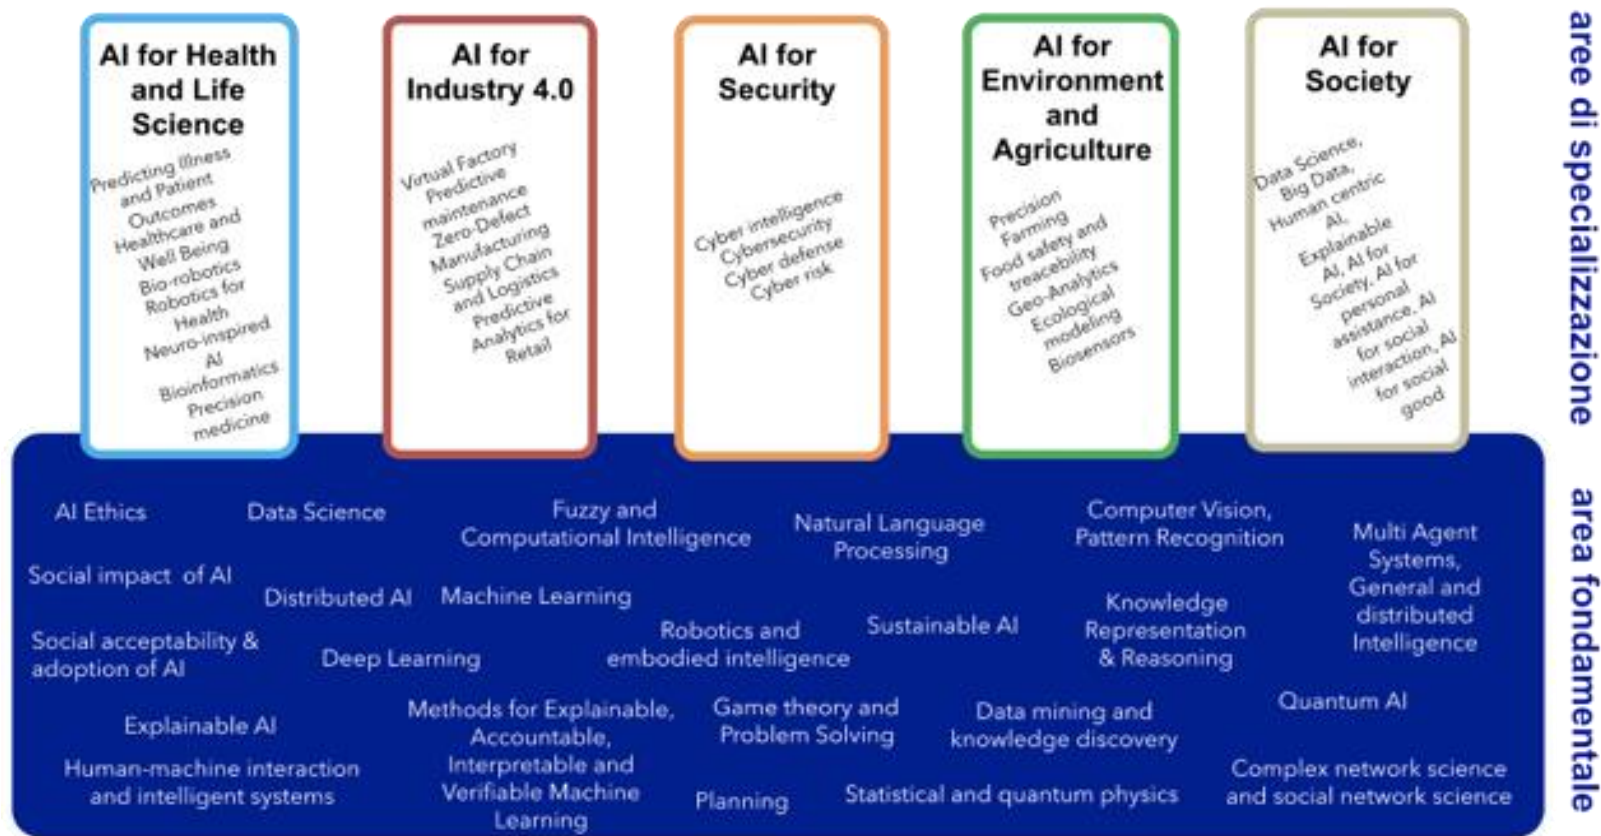 AI for Health
and Life
Science
Predicting Illness
and Patient
Outcomes
Healthcare and
Well Being
Bio-robotics
Robotics for
Health
Neuro-inspired
AI
Bioinformatics
Precision
medicine
AI for
Industry 4.0
Virtual Factory
Predictive
maintenance
Zero-Defect
Manufacturing
Supply Chain
and Logistics
Predictive
Analytics for
Retail
AI for
Security
Cyber intelligence
Cybersecurity
Cyber defense
Cyber risk
AI for
Environment
and
Agriculture
Precision
Farming
Food safety and
treacebility
Geo-Analytics
Ecological
modeling
Biosensors
AI for
Society
Data Science,
Big Data,
Human centric
AI,
Explainable
AI, AI for
Society, AI for
personal
assistance, AI
for social
interaction, AI
for social
good
aree di specializzazione
AI Ethics
Data Science
Fuzzy and
Computational Intelligence
Natural Language
Processing
Computer Vision,
Pattern Recognition
Multi Agent
Systems,
General and
distributed
Intelligence
Social impact of AI
Distributed AI
Machine Learning
Robotics and
embodied intelligence
Sustainable AI
Knowledge
Representation
& Reasoning
Social acceptability &
adoption of AI
Deep Learning
Explainable AI
Methods for Explainable,
Accountable,
Interpretable and
Verifiable Machine
Learning
Game theory and
Problem Solving
Data mining and
knowledge discovery
Quantum AI
Human-machine interaction
and intelligent systems
Planning
Statistical and quantum physics
Complex network science
and social network science
area fondamentale